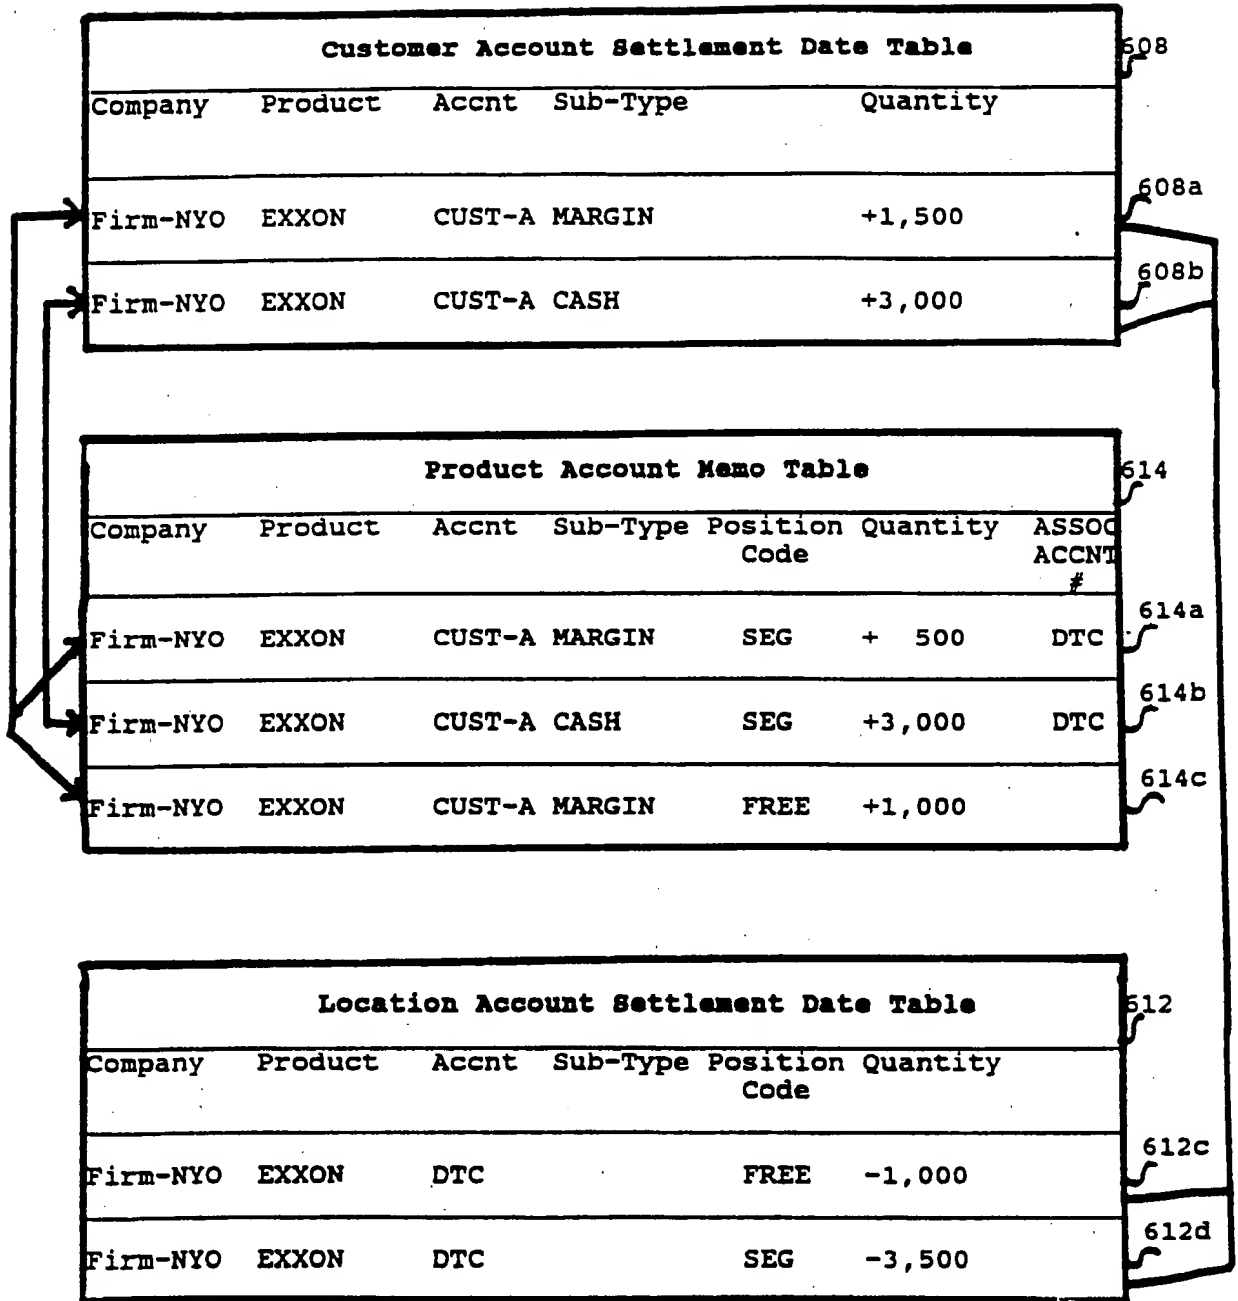 Customer Account Settlement Date Table 608
Company Product Accnt Sub-Type Quantity
608a
Firm-NYO EXXON CUST-A MARGIN +1,500
608b
Firm-NYO EXXON CUST-A CASH +3,000
Product Account Memo Table 614
Company Product Accnt Sub-Type Position Quantity ASSOC
Code ACCNT
#
614a
Firm-NYO EXXON CUST-A MARGIN SEG + 500 DTC
614b
Firm-NYO EXXON CUST-A CASH SEG +3,000 DTC
614c
Firm-NYO EXXON CUST-A MARGIN FREE +1,000
Location Account Settlement Date Table 612
Company Product Accnt Sub-Type Position Quantity
Code
612c
Firm-NYO EXXON DTC FREE -1,000
612d
Firm-NYO EXXON DTC SEG -3,500